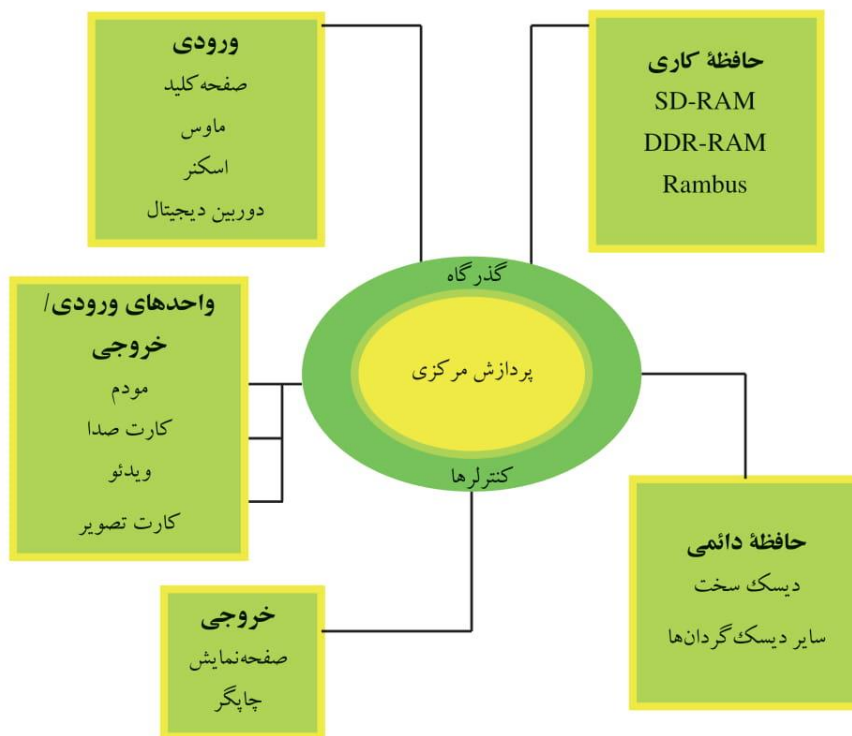 ورودی
صفحه‌کلید
ماوس
اسکنر
دوربین دیجیتال
حافظهٔ کاری
SD-RAM
DDR-RAM
Rambus
گذرگاه
پردازش مرکزی
کنترلرها
واحدهای ورودی/
خروجی
مودم
کارت صدا
ویدئو
کارت تصویر
حافظهٔ دائمی
دیسک سخت
سایر دیسک‌گردان‌ها
خروجی
صفحه‌نمایش
چاپگر